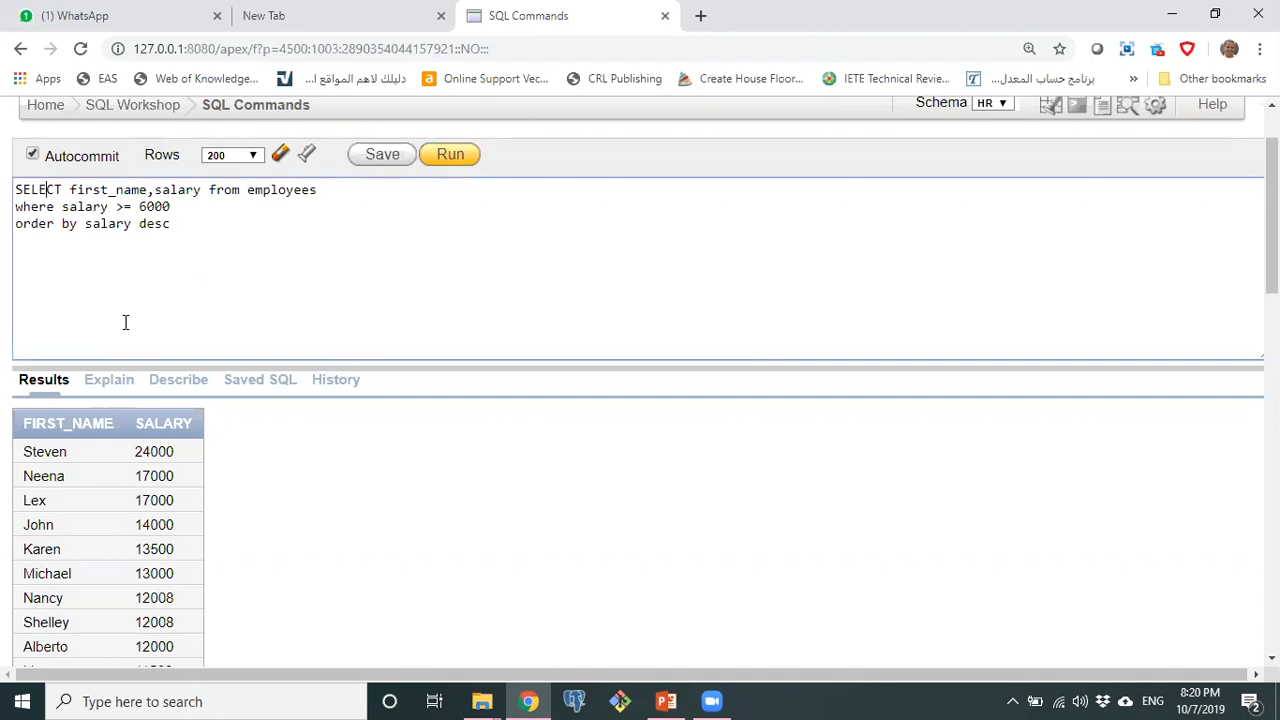 (1) WhatsApp
New Tab
SQL Commands
127.0.0.1:8080/apex/f?p=4500:1003:2890354044157921::NO:::
Apps
EAS
Web of Knowledge...
دليلك لاهم المواقع ا...
Online Support Vec...
CRL Publishing
Create House Floor...
IETE Technical Revie...
برنامج حساب المعدل...
»
Other bookmarks
Home
SQL Workshop
SQL Commands
Schema
HR
Help
Autocommit
Rows
200
Save
Run
SELECT first_name,salary from employees
where salary >= 6000
order by salary desc
Results
Explain
Describe
Saved SQL
History
FIRST_NAME SALARY
Steven 24000
Neena 17000
Lex 17000
John 14000
Karen 13500
Michael 13000
Nancy 12008
Shelley 12008
Alberto 12000
Type here to search
ENG
8:20 PM
10/7/2019
2